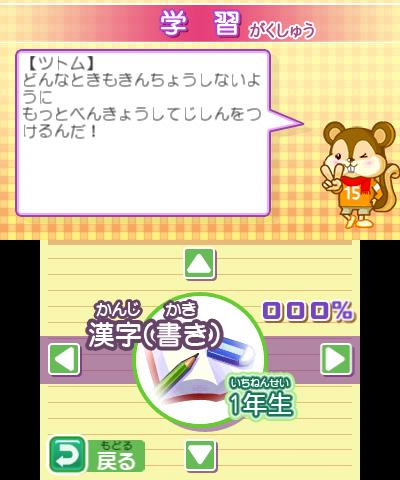 学習 がくしゅう
【ツトム】
どんなときもきんちょうしないよ
うに
もっとべんきょうしてじしんをつ
けるんだ！
15
かんじ かき
漢字(書き)
000%
いちねんせい
1年生
もどる
戻る